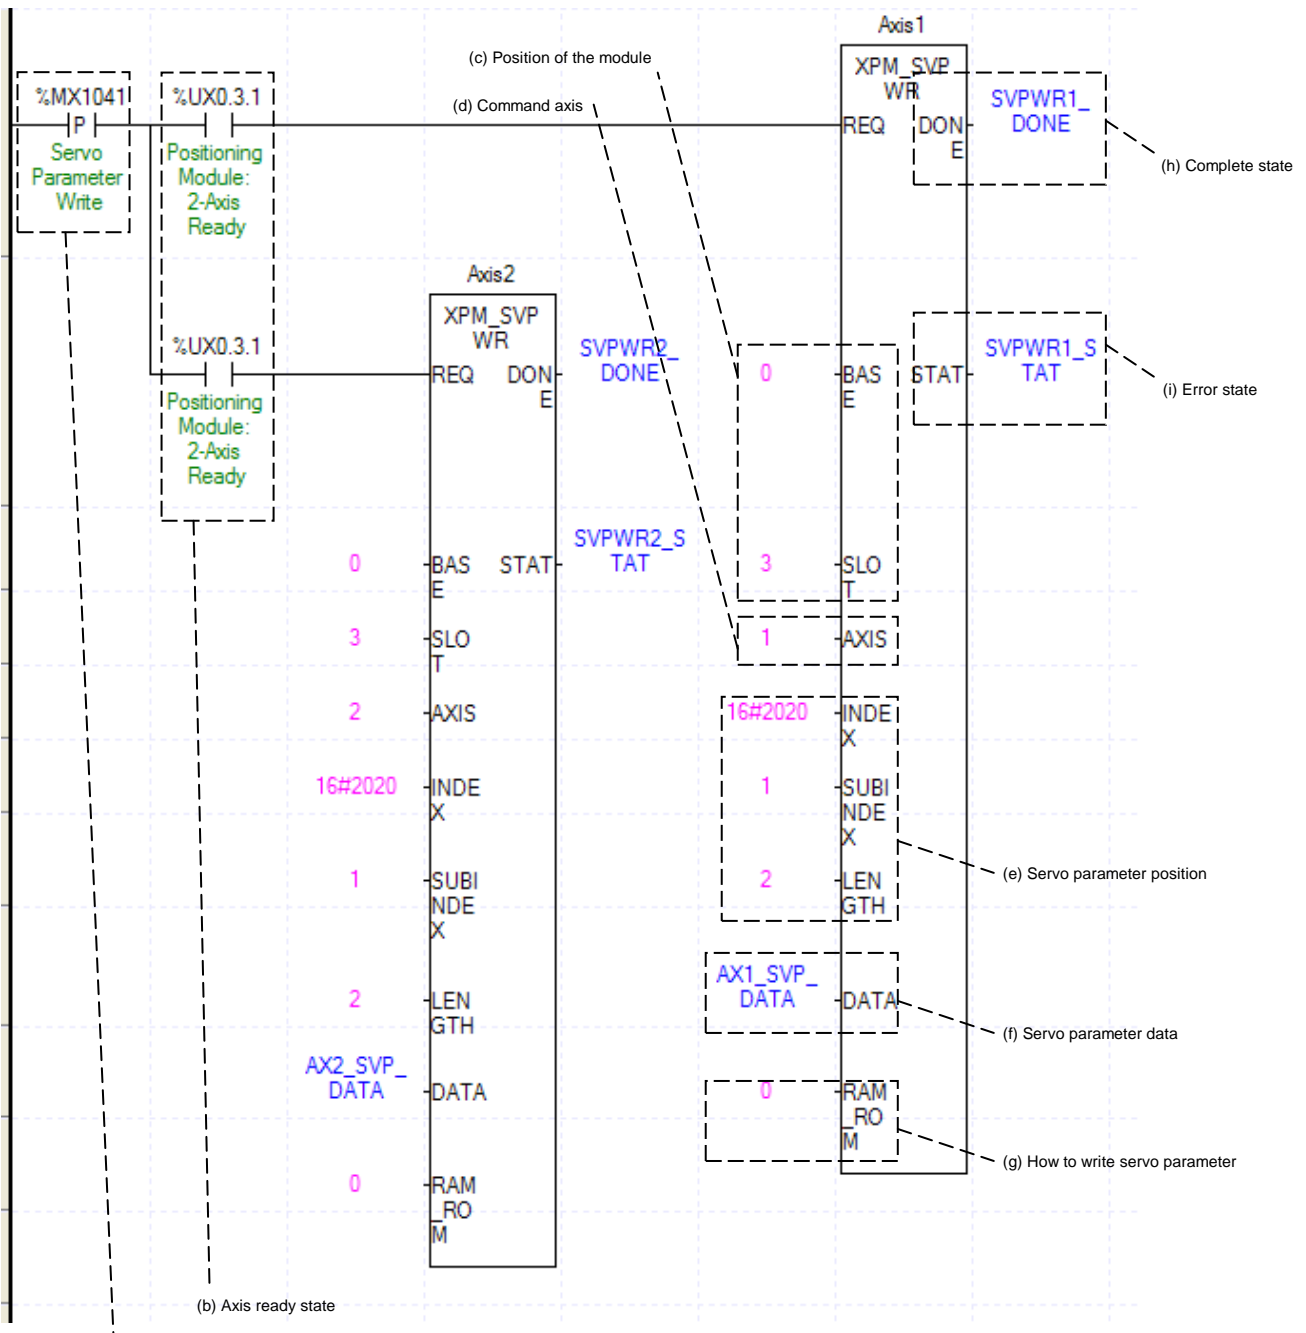 Axis1
(c) Position of the module
XPM_SVP
WR
(d) Command axis
%MX1041
%UX0.3.1
SVPWR1_
DONE
P
REQ
DON
E
Servo
Parameter
Write
Positioning
Module:
2-Axis
Ready
(h) Complete state
Axis2
XPM_SVP
WR
%UX0.3.1
SVPWR2_
DONE
SVPWR1_S
TAT
REQ
DON
E
0
BAS
E
STAT
(i) Error state
Positioning
Module:
2-Axis
Ready
SVPWR2_S
TAT
0
BAS
E
STAT
3
SLO
T
3
SLO
T
1
AXIS
2
AXIS
16#2020
INDE
X
16#2020
INDE
X
1
SUBI
NDE
X
(e) Servo parameter position
1
SUBI
NDE
X
2
LEN
GTH
AX1_SVP_
DATA
DATA
2
LEN
GTH
(f) Servo parameter data
AX2_SVP_
DATA
DATA
0
RAM
_RO
M
(g) How to write servo parameter
0
RAM
_RO
M
(b) Axis ready state